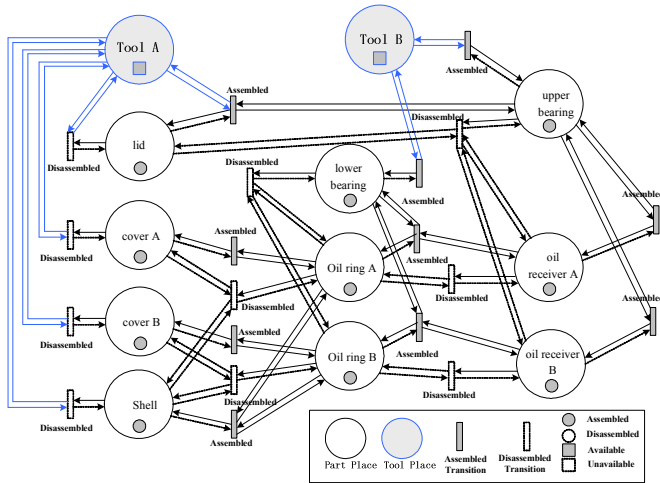 Tool A
Tool B
Assembled
Assembled
upper
bearing
Disassembled
lid
Disassembled
Disassembled
lower
bearing
Assembled
Assembled
Assembled
cover A
Oil ring A
oil
receiver A
Disassembled
Disassembled
Disassembled
Assembled
cover B
Assembled
Assembled
Oil ring B
oil receiver
B
Disassembled
Disassembled
Shell
Disassembled
Disassembled
Assembled
Part Place
Tool Place
Assembled
Transition
Disassembled
Transition
Assembled
Disassembled
Available
Unavailable